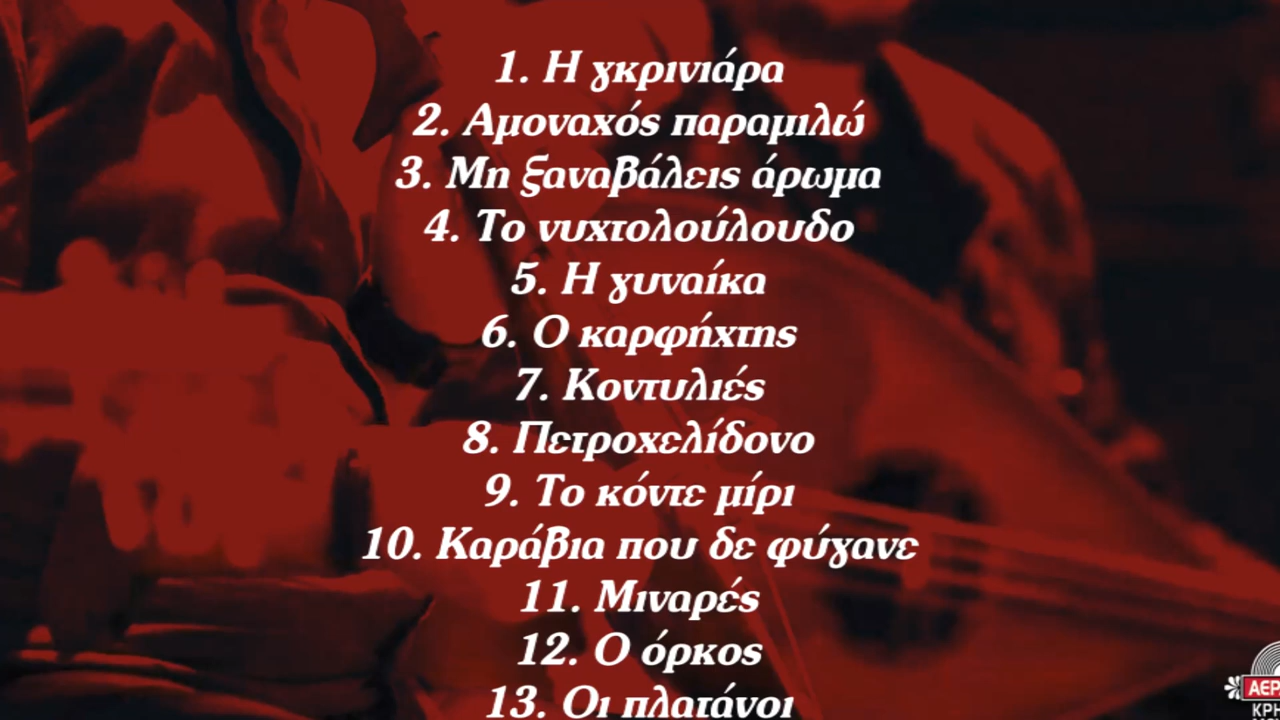 1. Η γκρινιάρα
2. Αμοναχός παραμιλώ
3. Μη ξαναβάλεις άρωμα
4. Το νυχτολούλουδο
5. Η γυναίκα
6. Ο καρφήχτης
7. Κοντυλιές
8. Πετροχελίδονο
9. Το κόντε μίρι
10. Καράβια που δε φύγανε
11. Μιναρές
12. Ο όρκος
13. Οι πλατάνοι